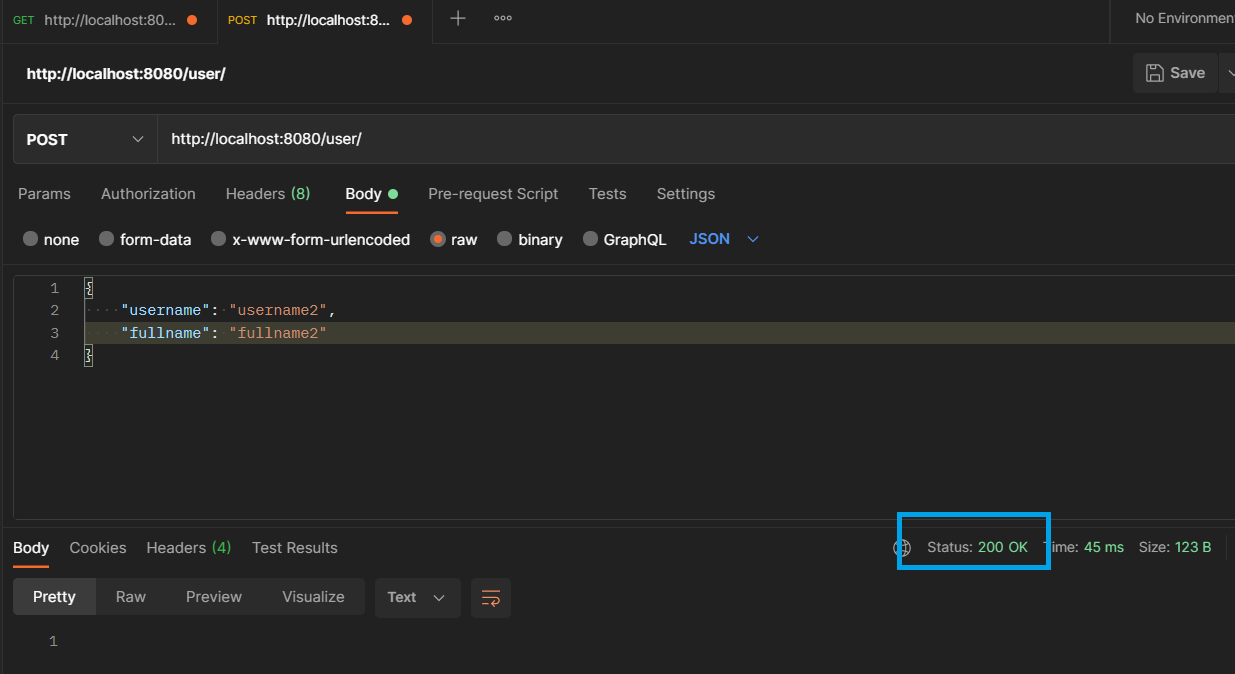 GET http://localhost:80... POST http://localhost:8... No Environmen
http://localhost:8080/user/ Save
POST http://localhost:8080/user/
Params Authorization Headers (8) Body Pre-request Script Tests Settings
none form-data x-www-form-urlencoded raw binary GraphQL JSON
1 {
2 "username": "username2",
3 "fullname": "fullname2"
4 }
Body Cookies Headers (4) Test Results Status: 200 OK Time: 45 ms Size: 123 B
Pretty Raw Preview Visualize Text
1